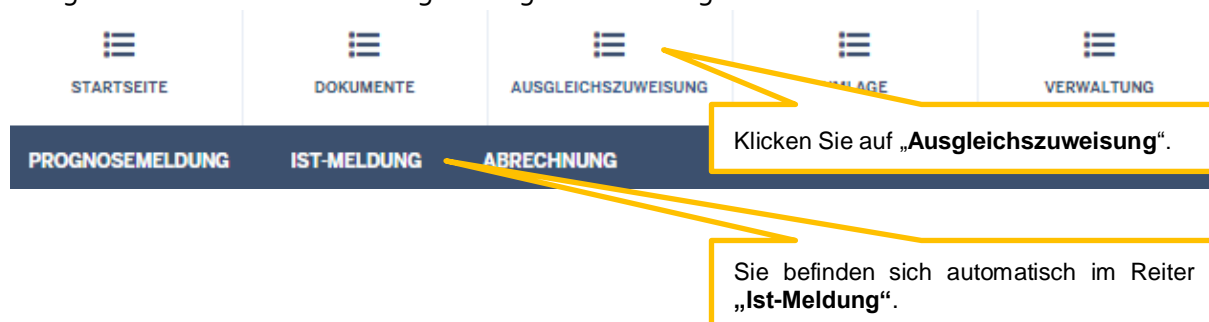 STARTSEITE DOKUMENTE AUSGLEICHSZUWEISUNG VERWALTUNG
Klicken Sie auf „Ausgleichszuweisung“.
PROGNOSEMELDUNG IST-MELDUNG ABRECHNUNG
Sie befinden sich automatisch im Reiter
„Ist-Meldung“.